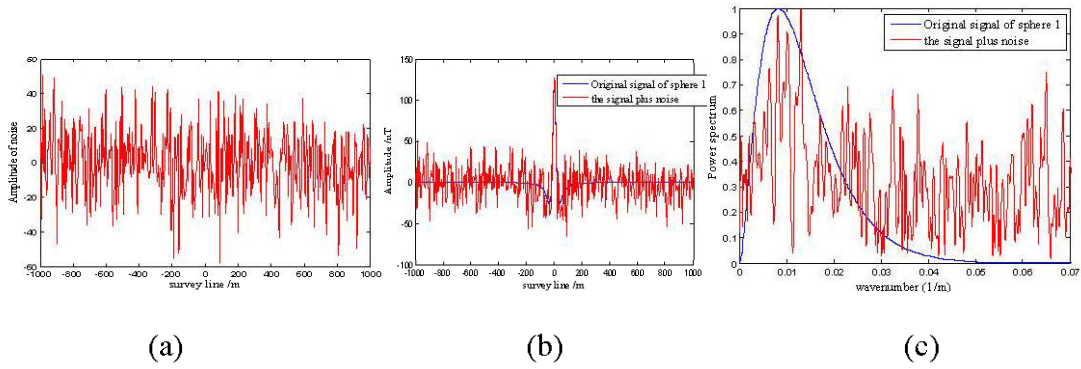 60
40
20
0
-20
-40
-60
-1000 -800 -600 -400 -200 0 200 400 600 800 1000
Amplitude of noise
survey line /m
(a)
150
100
50
0
-50
-100
-1000 -800 -600 -400 -200 0 200 400 600 800 1000
Amplitude /nT
survey line /m
Original signal of sphere 1
the signal plus noise
(b)
1
0.9
0.8
0.7
0.6
0.5
0.4
0.3
0.2
0.1
0
0 0.01 0.02 0.03 0.04 0.05 0.06 0.07
Power spectrum
wavenumber (1/m)
Original signal of sphere 1
the signal plus noise
(c)